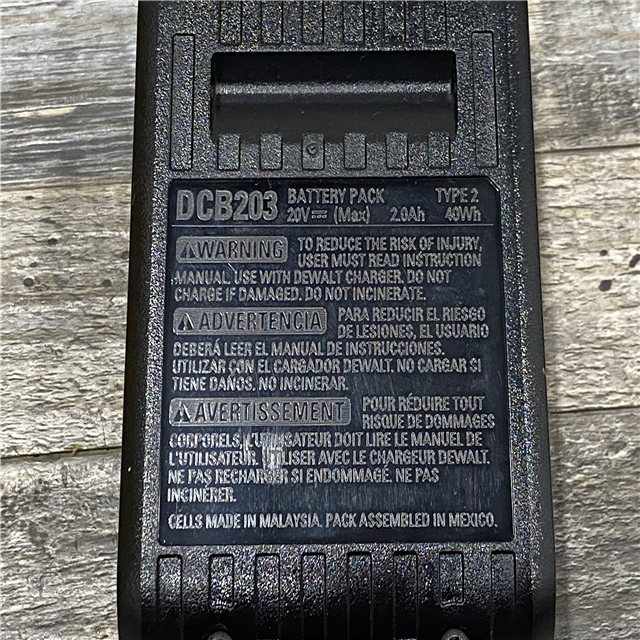 DCB203 BATTERY PACK TYPE 2
20V⎓ (Max) 2.0Ah 40Wh
⚠WARNING TO REDUCE THE RISK OF INJURY,
USER MUST READ INSTRUCTION
MANUAL. USE WITH DEWALT CHARGER. DO NOT
CHARGE IF DAMAGED. DO NOT INCINERATE.
⚠ADVERTENCIA PARA REDUCIR EL RIESGO
DE LESIONES, EL USUARIO
DEBERÁ LEER EL MANUAL DE INSTRUCCIONES.
UTILIZAR CON EL CARGADOR DEWALT. NO CARGAR SI
TIENE DAÑOS. NO INCINERAR.
⚠AVERTISSEMENT POUR RÉDUIRE TOUT
RISQUE DE DOMMAGES
CORPORELS, L'UTILISATEUR DOIT LIRE LE MANUEL DE
L'UTILISATEUR. UTILISER AVEC LE CHARGEUR DEWALT.
NE PAS RECHARGER SI ENDOMMAGÉ. NE PAS
INCINÉRER.
CELLS MADE IN MALAYSIA. PACK ASSEMBLED IN MEXICO.